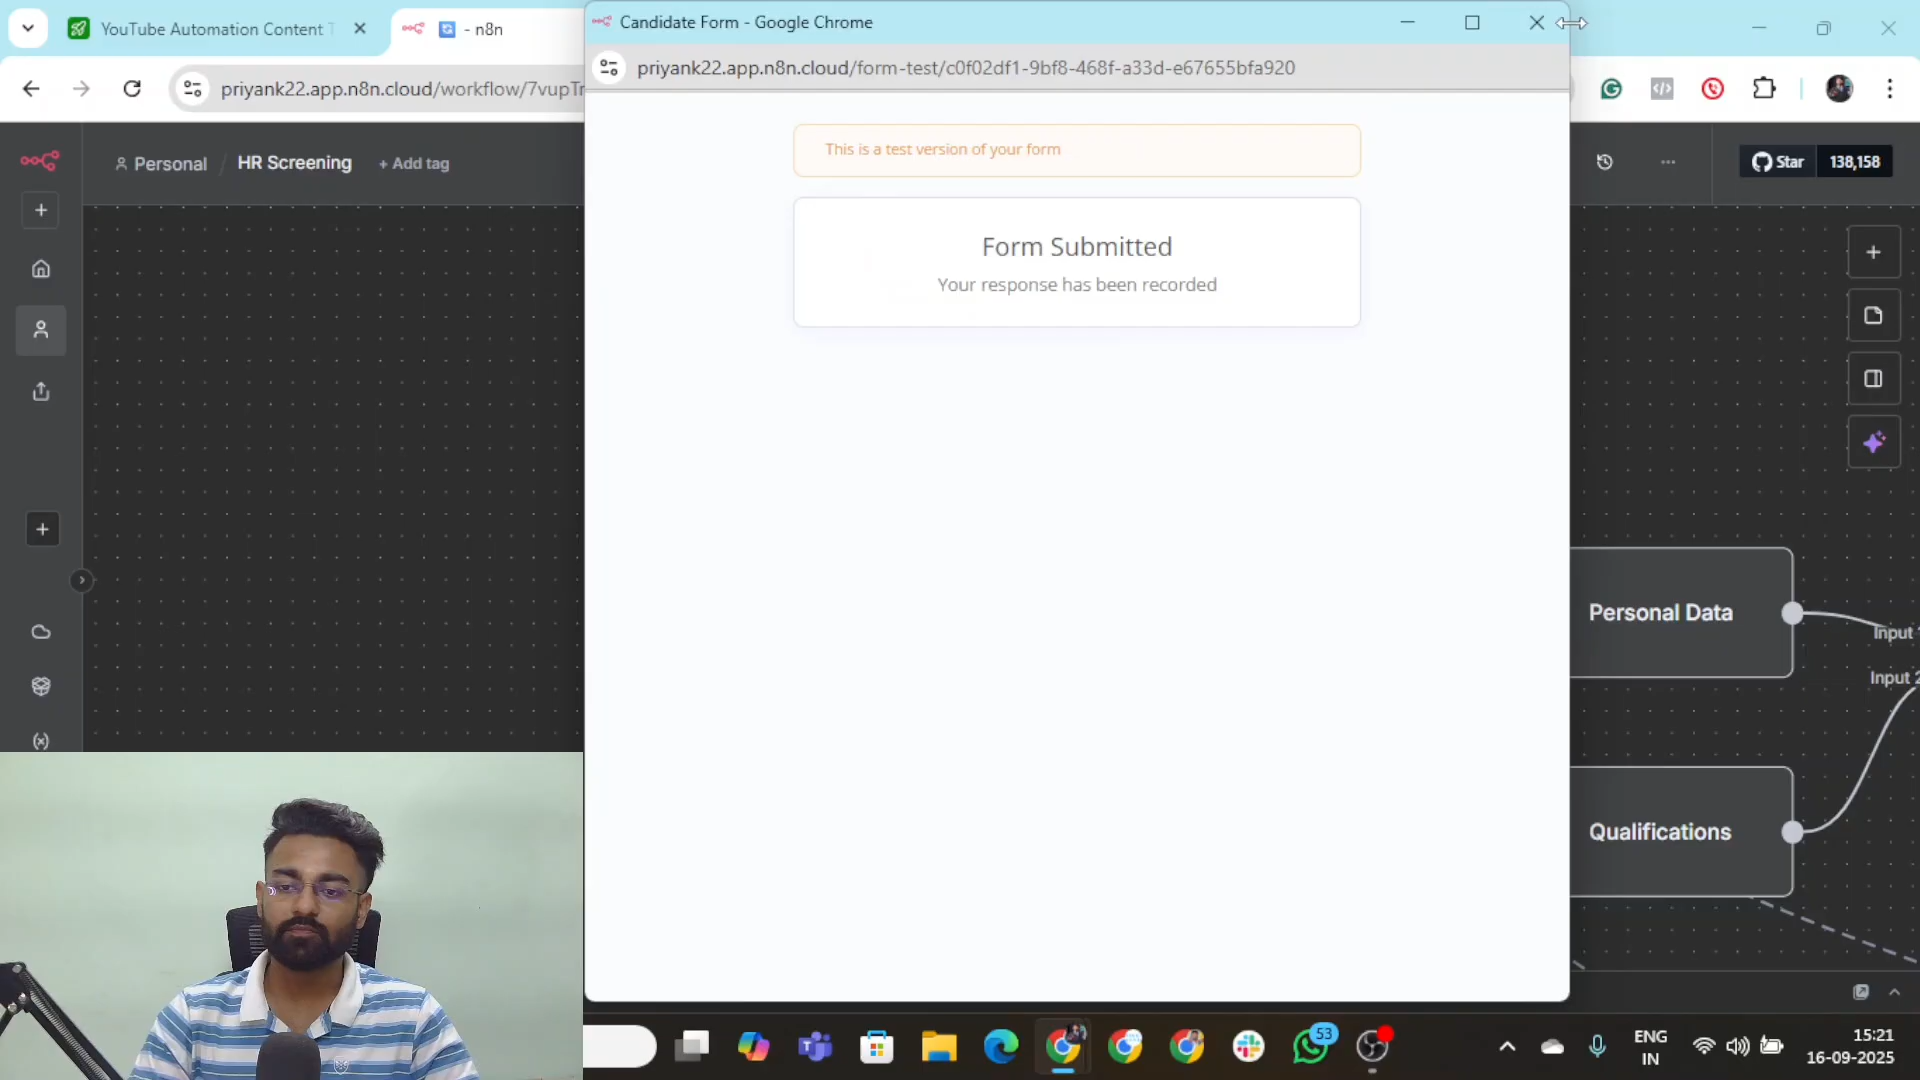 YouTube Automation Content
- n8n
Candidate Form - Google Chrome
priyank22.app.n8n.cloud/workflow/7vupTr
priyank22.app.n8n.cloud/form-test/c0f02df1-9bf8-468f-a33d-e67655bfa920
Personal / HR Screening + Add tag
Star 138,158
This is a test version of your form
Form Submitted
Your response has been recorded
Personal Data
Input
Input 2
Qualifications
53
ENG
IN
15:21
16-09-2025